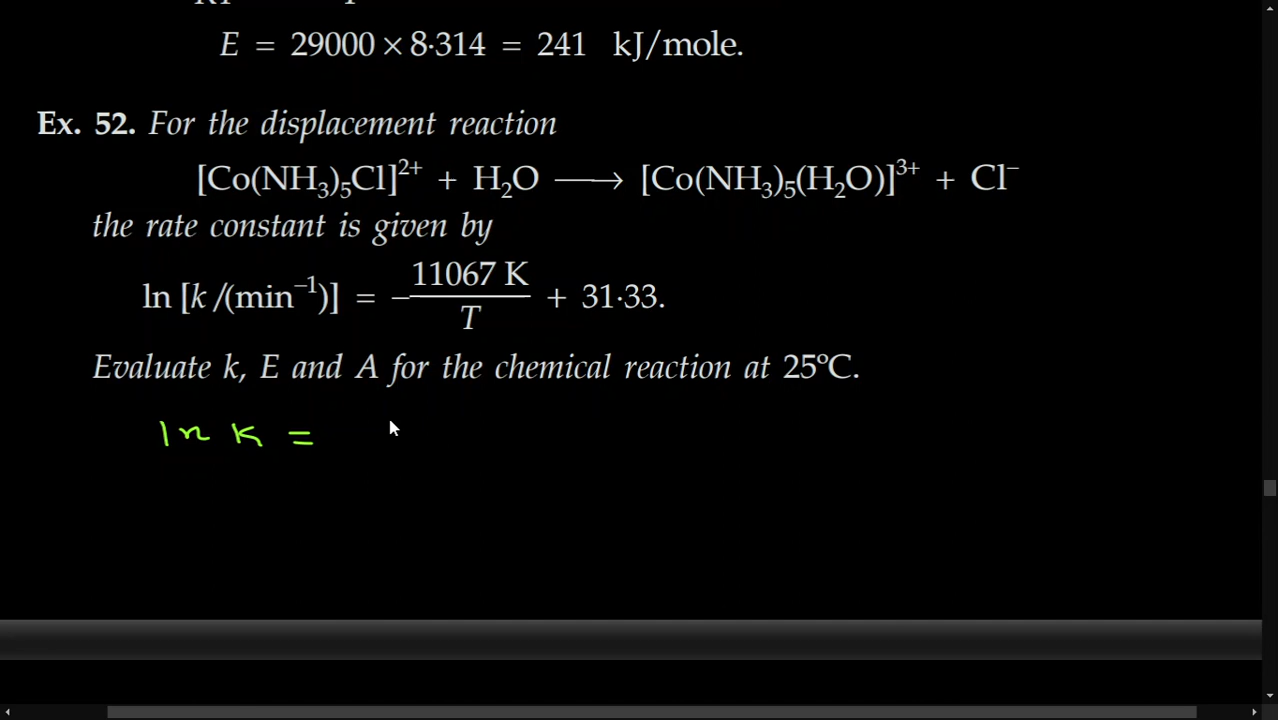 E = 29000 × 8·314 = 241 kJ/mole.
Ex. 52. For the displacement reaction
[Co(NH₃)₅Cl]²⁺ + H₂O ⟶ [Co(NH₃)₅(H₂O)]³⁺ + Cl⁻
the rate constant is given by
ln [k /(min⁻¹)] = −11067 K / T + 31·33.
Evaluate k, E and A for the chemical reaction at 25ºC.
ln K =